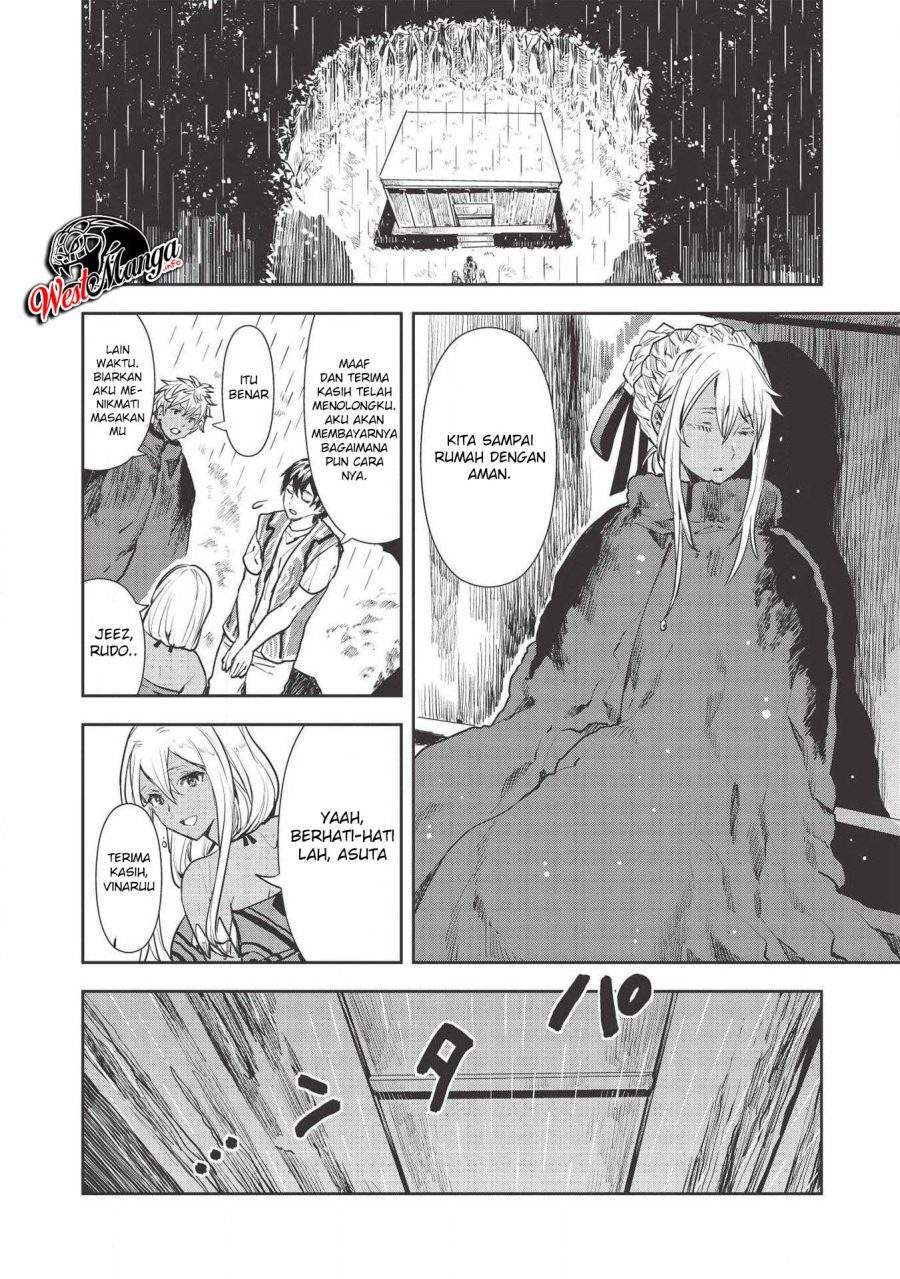 WestManga
.info
KITA SAMPAI
RUMAH DENGAN
AMAN.
MAAF
DAN TERIMA
KASIH TELAH
MENOLONGKU.
AKU AKAN
MEMBAYARNYA
BAGAIMANA
PUN CARA
NYA.
ITU
BENAR
LAIN
WAKTU.
BIARKAN
AKU ME-
NIKMATI
MASAKAN
MU
JEEZ,
RUDO..
YAAH,
BERHATI-HATI
LAH, ASUTA
TERIMA
KASIH,
VINARUU
パタン…